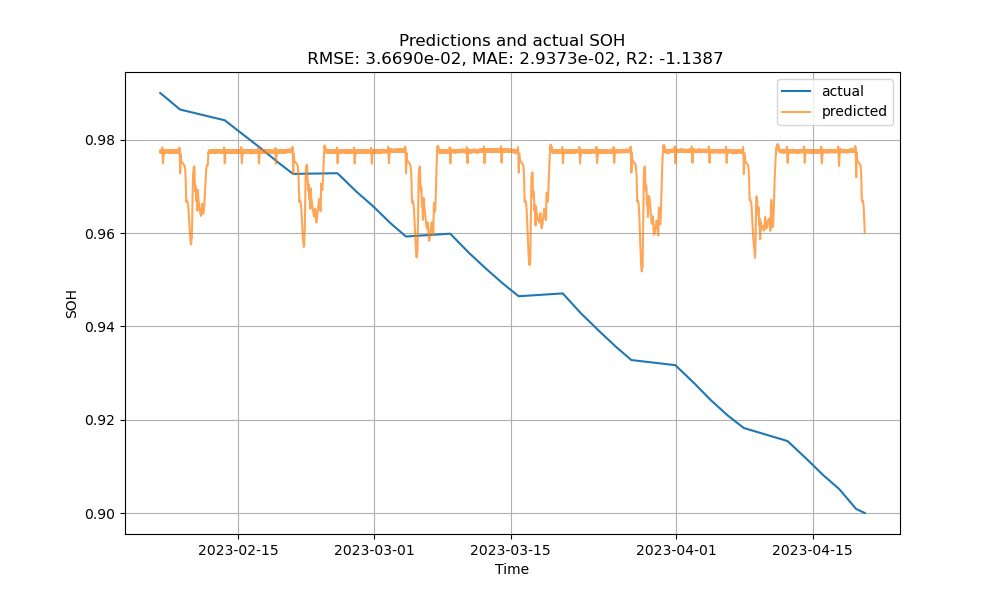 Predictions and actual SOH
RMSE: 3.6690e-02, MAE: 2.9373e-02, R2: -1.1387
actual
predicted
0.98
0.96
0.94
0.92
0.90
SOH
2023-02-15
2023-03-01
2023-03-15
2023-04-01
2023-04-15
Time